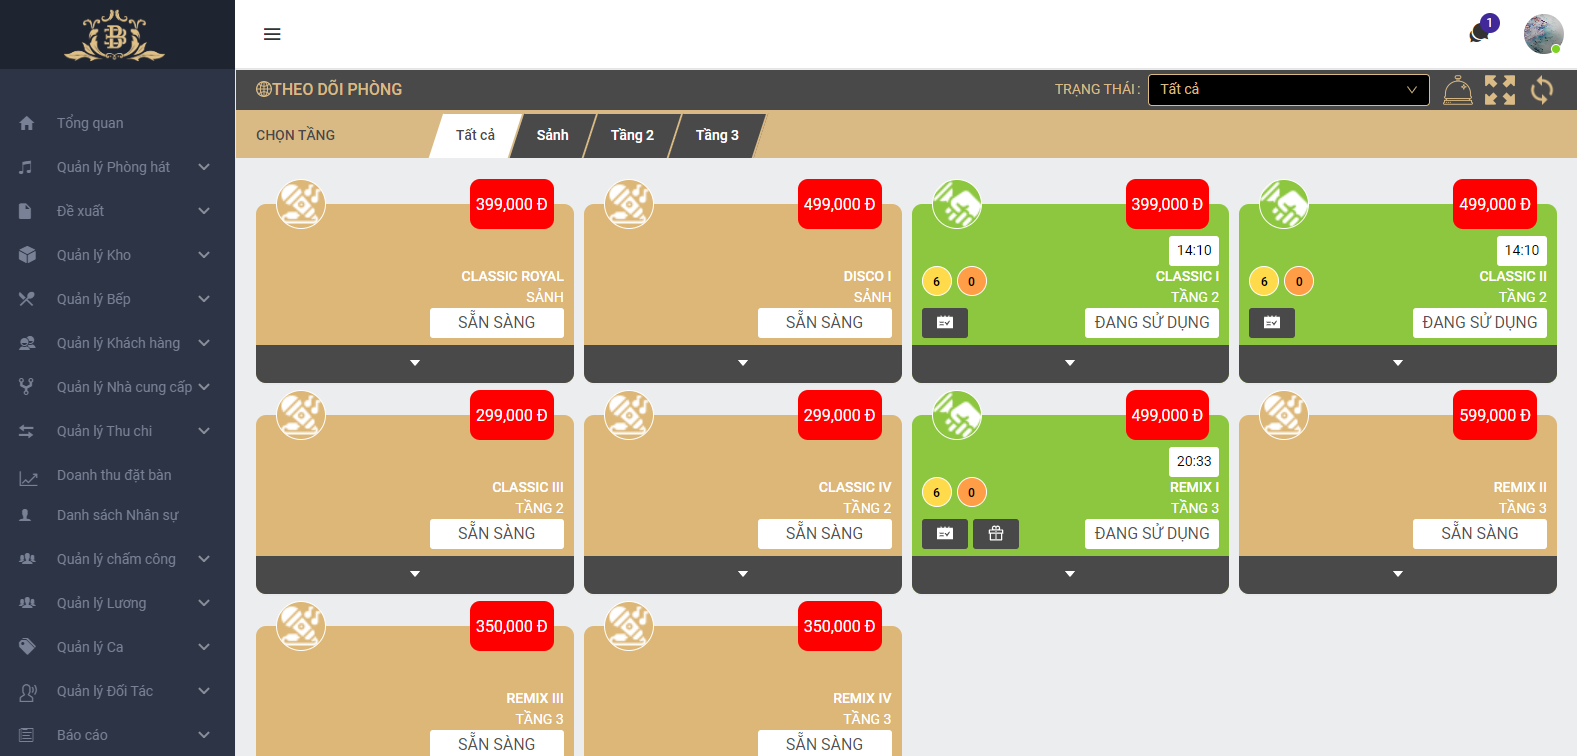 B
1
Tổng quan
Quản lý Phòng hát
Đề xuất
Quản lý Kho
Quản lý Bếp
Quản lý Khách hàng
Quản lý Nhà cung cấp
Quản lý Thu chi
Doanh thu đặt bàn
Danh sách Nhân sự
Quản lý chấm công
Quản lý Lương
Quản lý Ca
Quản lý Đối Tác
Báo cáo
THEO DÕI PHÒNG
TRẠNG THÁI :
Tất cả
CHỌN TẦNG
Tất cả
Sảnh
Tầng 2
Tầng 3
399,000 Đ
CLASSIC ROYAL
SẢNH
SẴN SÀNG
499,000 Đ
DISCO I
SẢNH
SẴN SÀNG
399,000 Đ
14:10
6 0
CLASSIC I
TẦNG 2
ĐANG SỬ DỤNG
499,000 Đ
14:10
6 0
CLASSIC II
TẦNG 2
ĐANG SỬ DỤNG
299,000 Đ
CLASSIC III
TẦNG 2
SẴN SÀNG
299,000 Đ
CLASSIC IV
TẦNG 2
SẴN SÀNG
499,000 Đ
20:33
6 0
REMIX I
TẦNG 3
ĐANG SỬ DỤNG
599,000 Đ
REMIX II
TẦNG 3
SẴN SÀNG
350,000 Đ
REMIX III
TẦNG 3
SẴN SÀNG
350,000 Đ
REMIX IV
TẦNG 3
SẴN SÀNG